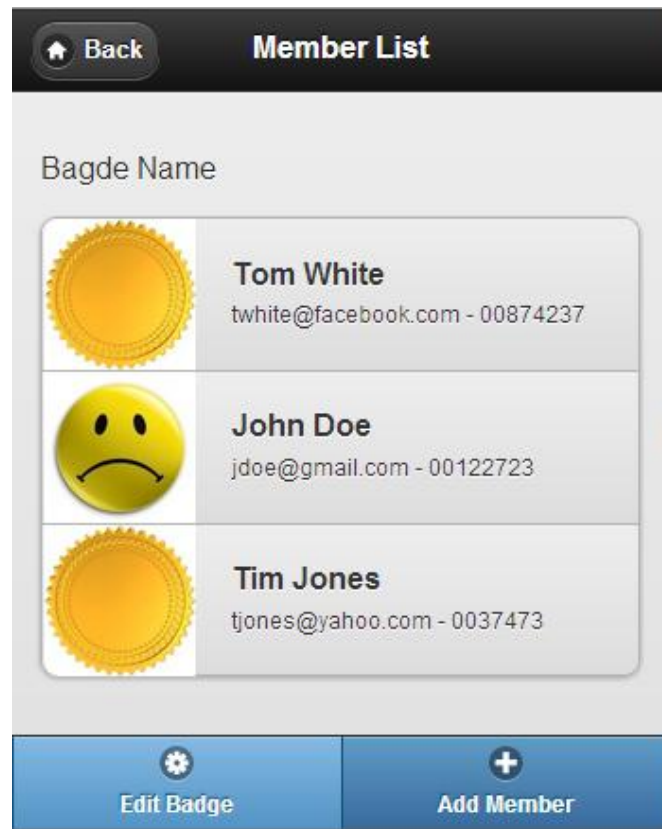 Back
Member List
Bagde Name
Tom White
twhite@facebook.com - 00874237
John Doe
jdoe@gmail.com - 00122723
Tim Jones
tjones@yahoo.com - 0037473
Edit Badge
Add Member